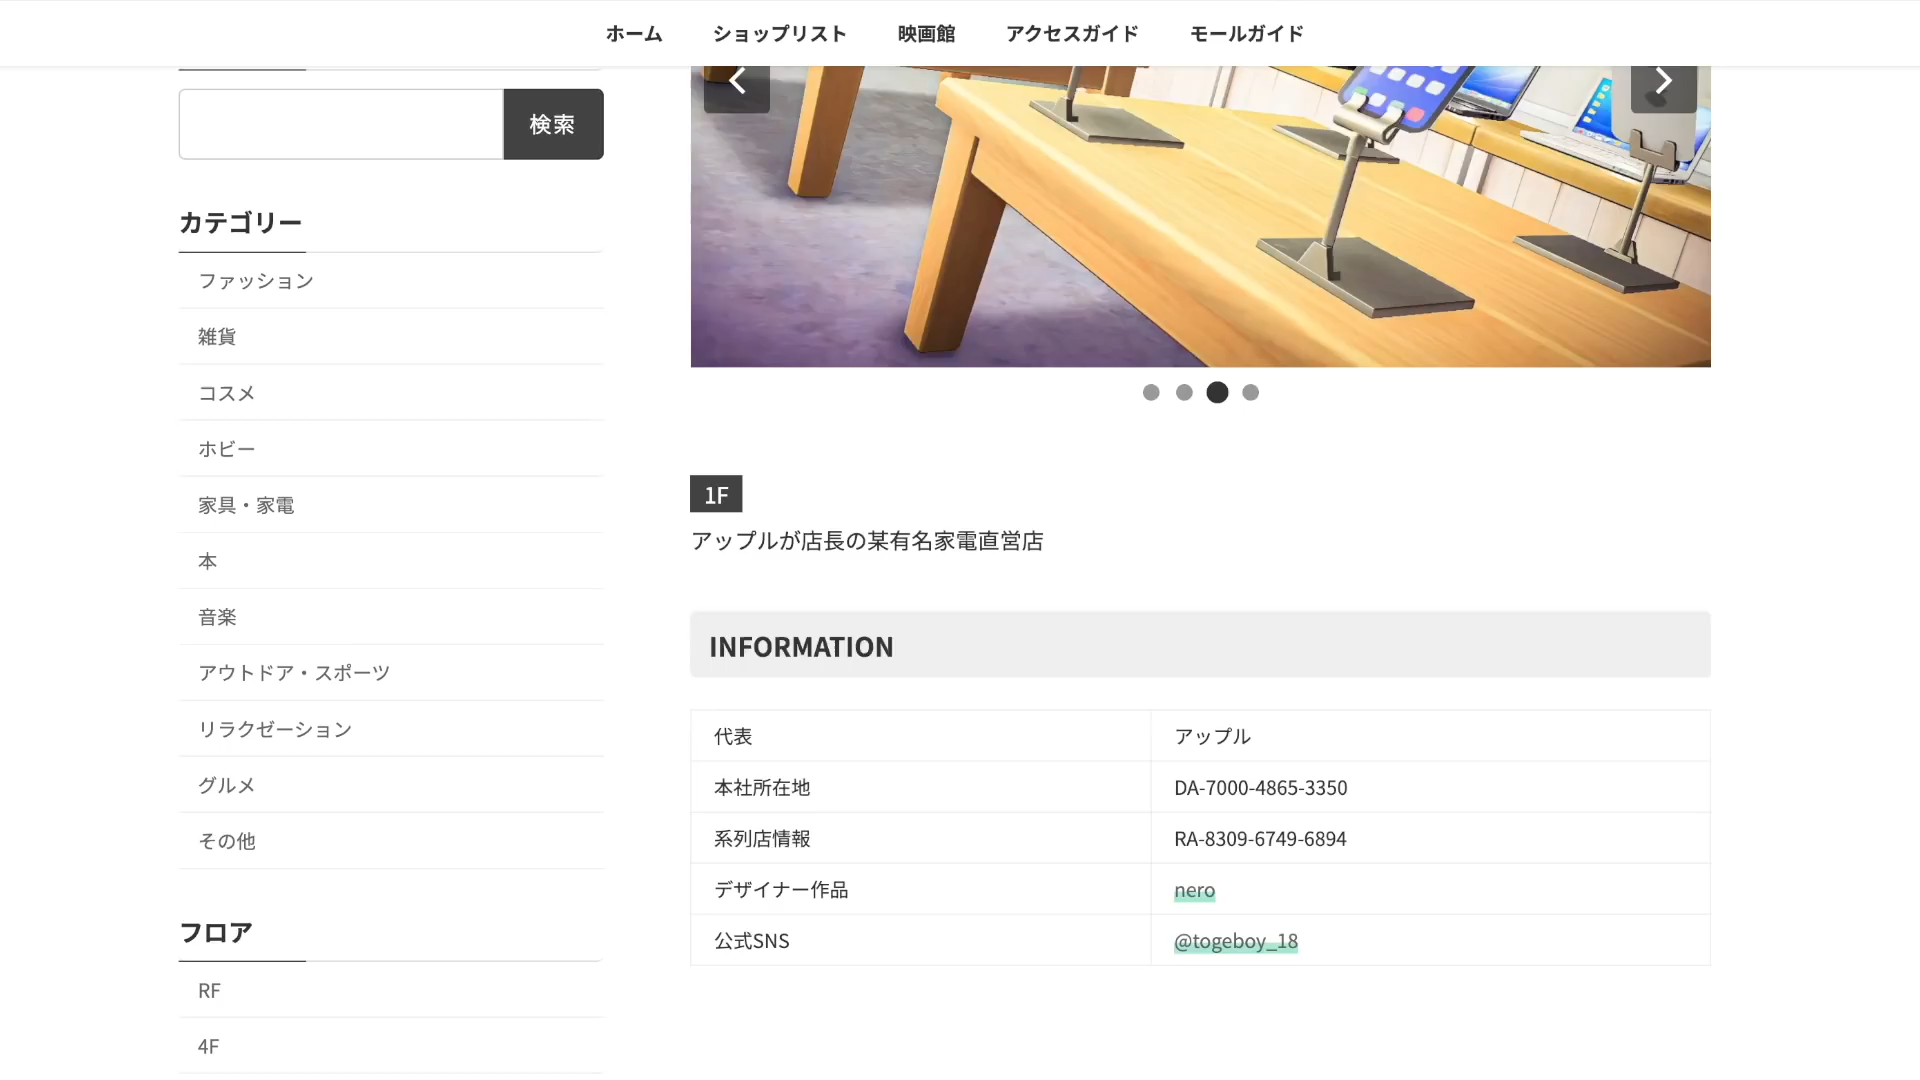 ホーム ショップリスト 映画館 アクセスガイド モールガイド
検索
カテゴリー
ファッション
雑貨
コスメ
ホビー
家具・家電
本
音楽
アウトドア・スポーツ
リラクゼーション
グルメ
その他
フロア
RF
4F
1F
アップルが店長の某有名家電直営店
INFORMATION
代表 アップル
本社所在地 DA-7000-4865-3350
系列店情報 RA-8309-6749-6894
デザイナー作品 nero
公式SNS @togeboy_18